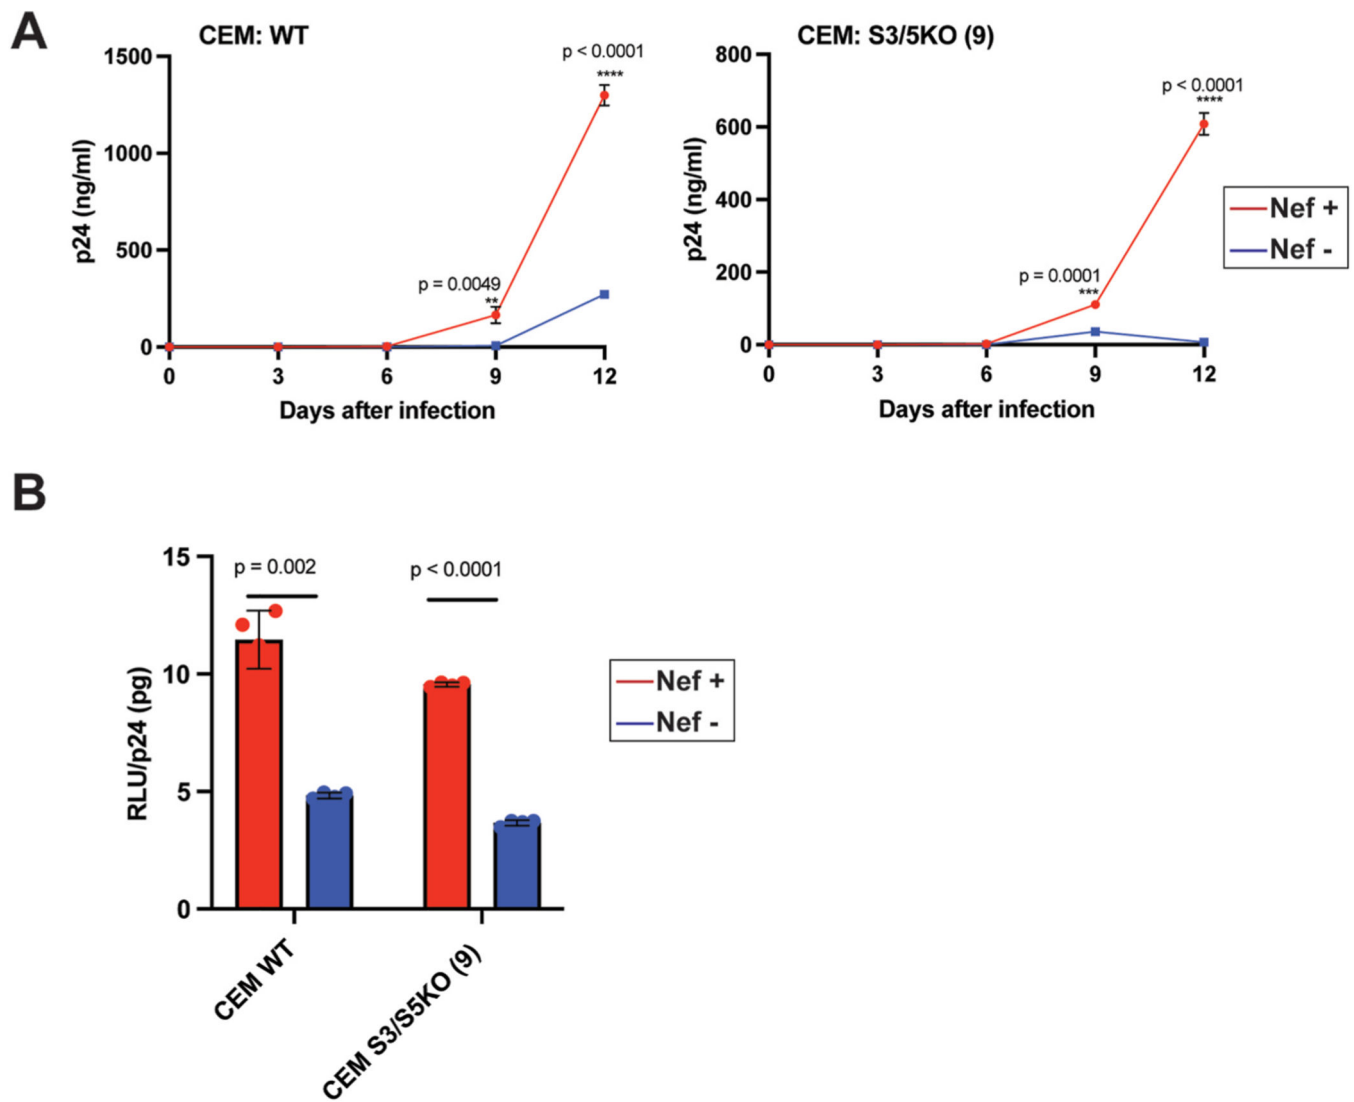 A
CEM: WT
p < 0.0001
****
1500
1000
500
0
p24 (ng/ml)
p = 0.0049
**
0 3 6 9 12
Days after infection
CEM: S3/5KO (9)
p < 0.0001
****
800
600
400
200
0
p24 (ng/ml)
p = 0.0001
***
0 3 6 9 12
Days after infection
Nef +
Nef -
B
15
10
5
0
RLU/p24 (pg)
p = 0.002
p < 0.0001
CEM WT
CEM S3/S5KO (9)
Nef +
Nef -